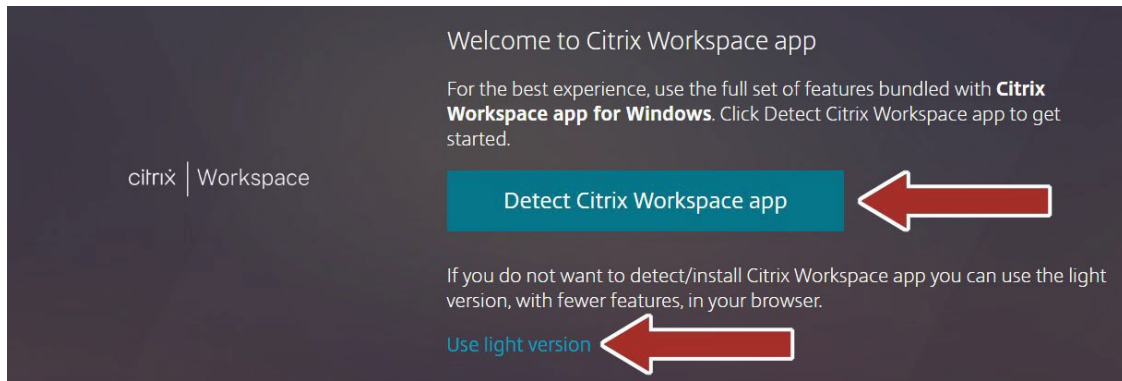 Welcome to Citrix Workspace app
For the best experience, use the full set of features bundled with Citrix
Workspace app for Windows. Click Detect Citrix Workspace app to get
started.
citrix | Workspace
Detect Citrix Workspace app
If you do not want to detect/install Citrix Workspace app you can use the light
version, with fewer features, in your browser.
Use light version